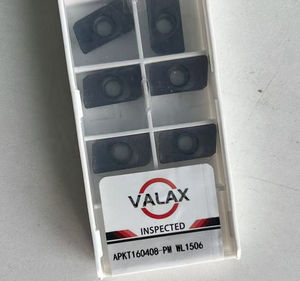 VALAX
INSPECTED
APKT160408-PM WL1506